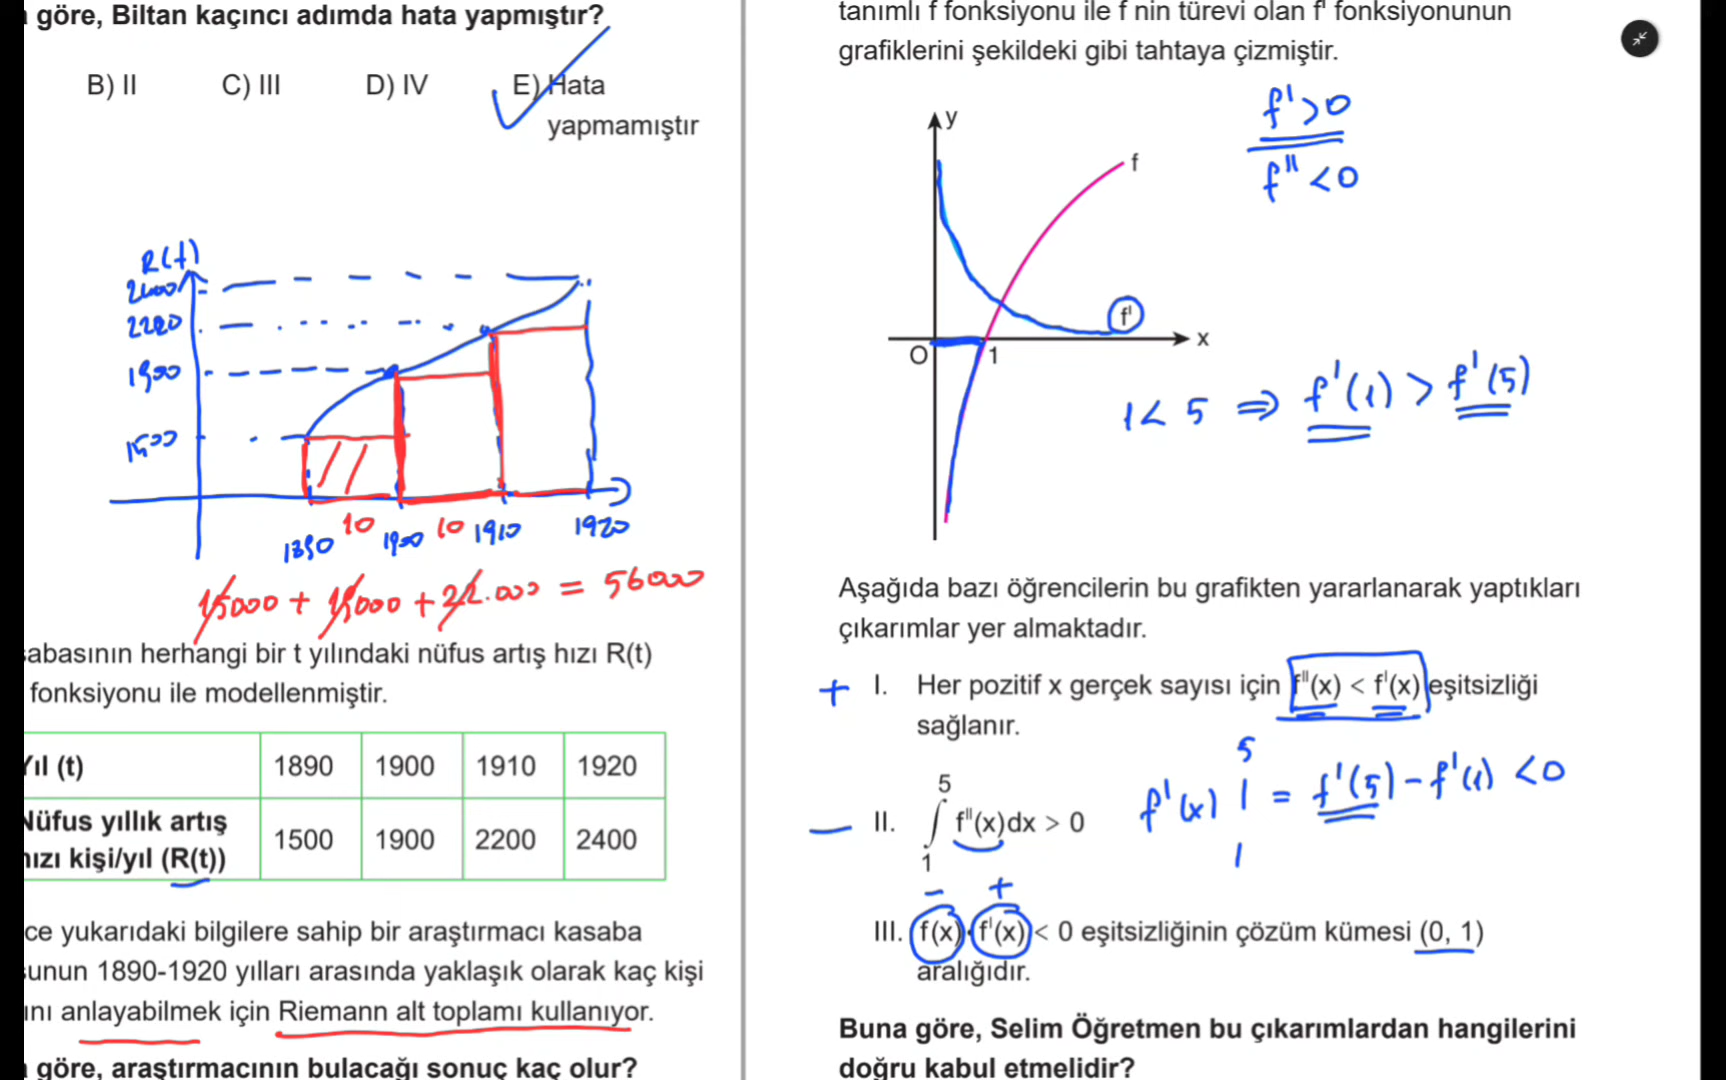 göre, Biltan kaçıncı adımda hata yapmıştır?
B) II C) III D) IV E) Hata
yapmamıştır
R(t)
2400
2200
1900
1500
1890 10 1900 10 1910 1920
15000 + 19000 + 22.000 = 56000
abasının herhangi bir t yılındaki nüfus artış hızı R(t)
fonksiyonu ile modellenmiştir.
Yıl (t) 1890 1900 1910 1920
Nüfus yıllık artış
hızı kişi/yıl (R(t)) 1500 1900 2200 2400
ce yukarıdaki bilgilere sahip bir araştırmacı kasaba
unun 1890-1920 yılları arasında yaklaşık olarak kaç kişi
ını anlayabilmek için Riemann alt toplamı kullanıyor.
göre, araştırmacının bulacağı sonuç kaç olur?
tanımlı f fonksiyonu ile f nin türevi olan f' fonksiyonunun
grafiklerini şekildeki gibi tahtaya çizmiştir.
f' > 0
f'' < 0
y
f
f'
x
O 1
1 < 5 ⇒ f'(1) > f'(5)
Aşağıda bazı öğrencilerin bu grafikten yararlanarak yaptıkları
çıkarımlar yer almaktadır.
+ I. Her pozitif x gerçek sayısı için f''(x) < f'(x) eşitsizliği
sağlanır.
— II. ∫₁⁵ f''(x)dx > 0 f'(x) |₁⁵ = f'(5) - f'(1) < 0
- +
III. f(x)·f'(x) < 0 eşitsizliğinin çözüm kümesi (0, 1)
aralığıdır.
Buna göre, Selim Öğretmen bu çıkarımlardan hangilerini
doğru kabul etmelidir?